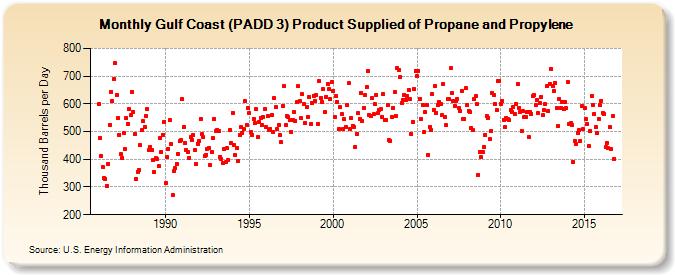 Monthly Gulf Coast (PADD 3) Product Supplied of Propane and Propylene
Thousand Barrels per Day
800
700
600
500
400
300
200
1990 1995 2000 2005 2010 2015
Source: U.S. Energy Information Administration